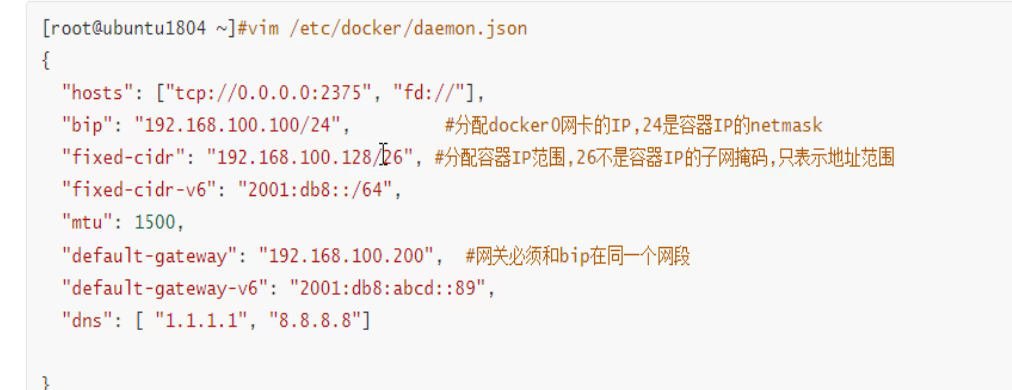 [root@ubuntu1804 ~]#vim /etc/docker/daemon.json
{
  "hosts": ["tcp://0.0.0.0:2375", "fd://"],
  "bip": "192.168.100.100/24",         #分配docker0网卡的IP,24是容器IP的netmask
  "fixed-cidr": "192.168.100.128/26", #分配容器IP范围,26不是容器IP的子网掩码,只表示地址范围
  "fixed-cidr-v6": "2001:db8::/64",
  "mtu": 1500,
  "default-gateway": "192.168.100.200",  #网关必须和bip在同一个网段
  "default-gateway-v6": "2001:db8:abcd::89",
  "dns": [ "1.1.1.1", "8.8.8.8"]
}